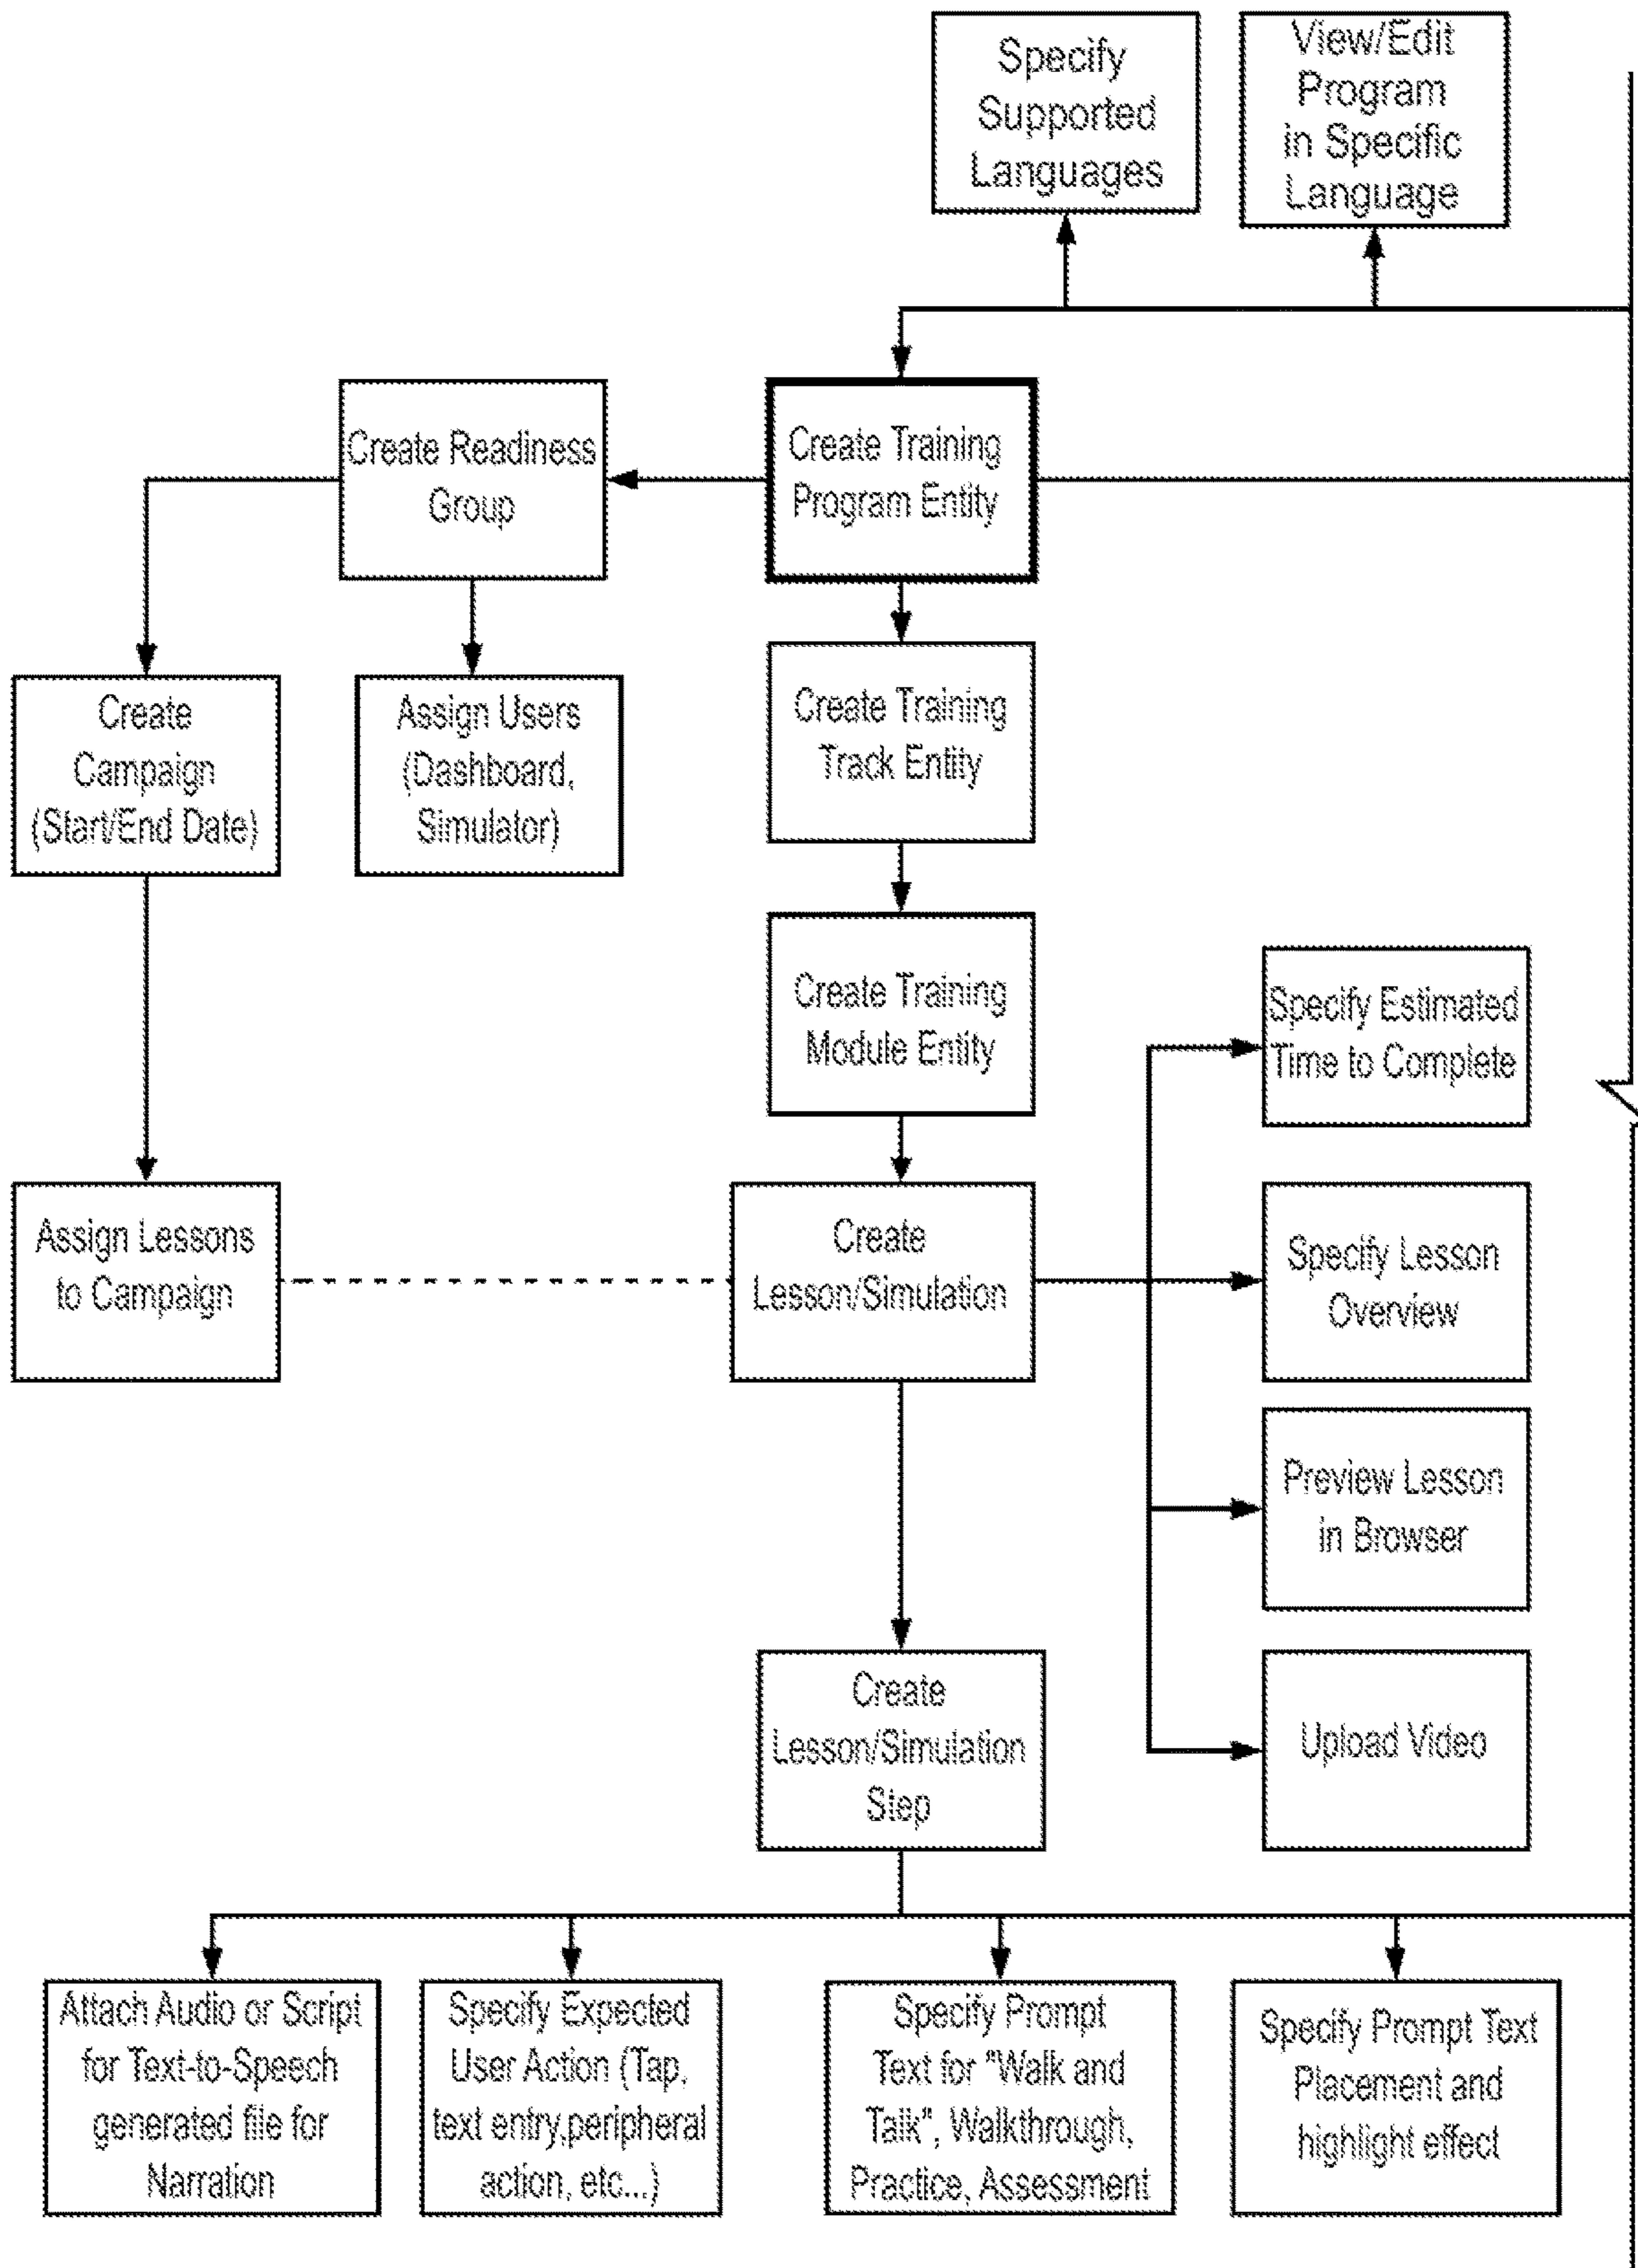 Specify
Supported
Languages
View/Edit
Program
in Specific
Language
Create Readiness
Group
Create Training
Program Entity
Create
Campaign
(Start/End Date)
Assign Users
(Dashboard,
Simulator)
Create Training
Track Entity
Create Training
Module Entity
Specify Estimated
Time to Complete
Assign Lessons
to Campaign
Create
Lesson/Simulation
Specify Lesson
Overview
Preview Lesson
in Browser
Create
Lesson/Simulation
Step
Upload Video
Attach Audio or Script
for Text-to-Speech
generated file for
Narration
Specify Expected
User Action (Tap,
text entry,peripheral
action, etc...)
Specify Prompt
Text for "Walk and
Talk", Walkthrough,
Practice, Assessment
Specify Prompt Text
Placement and
highlight effect